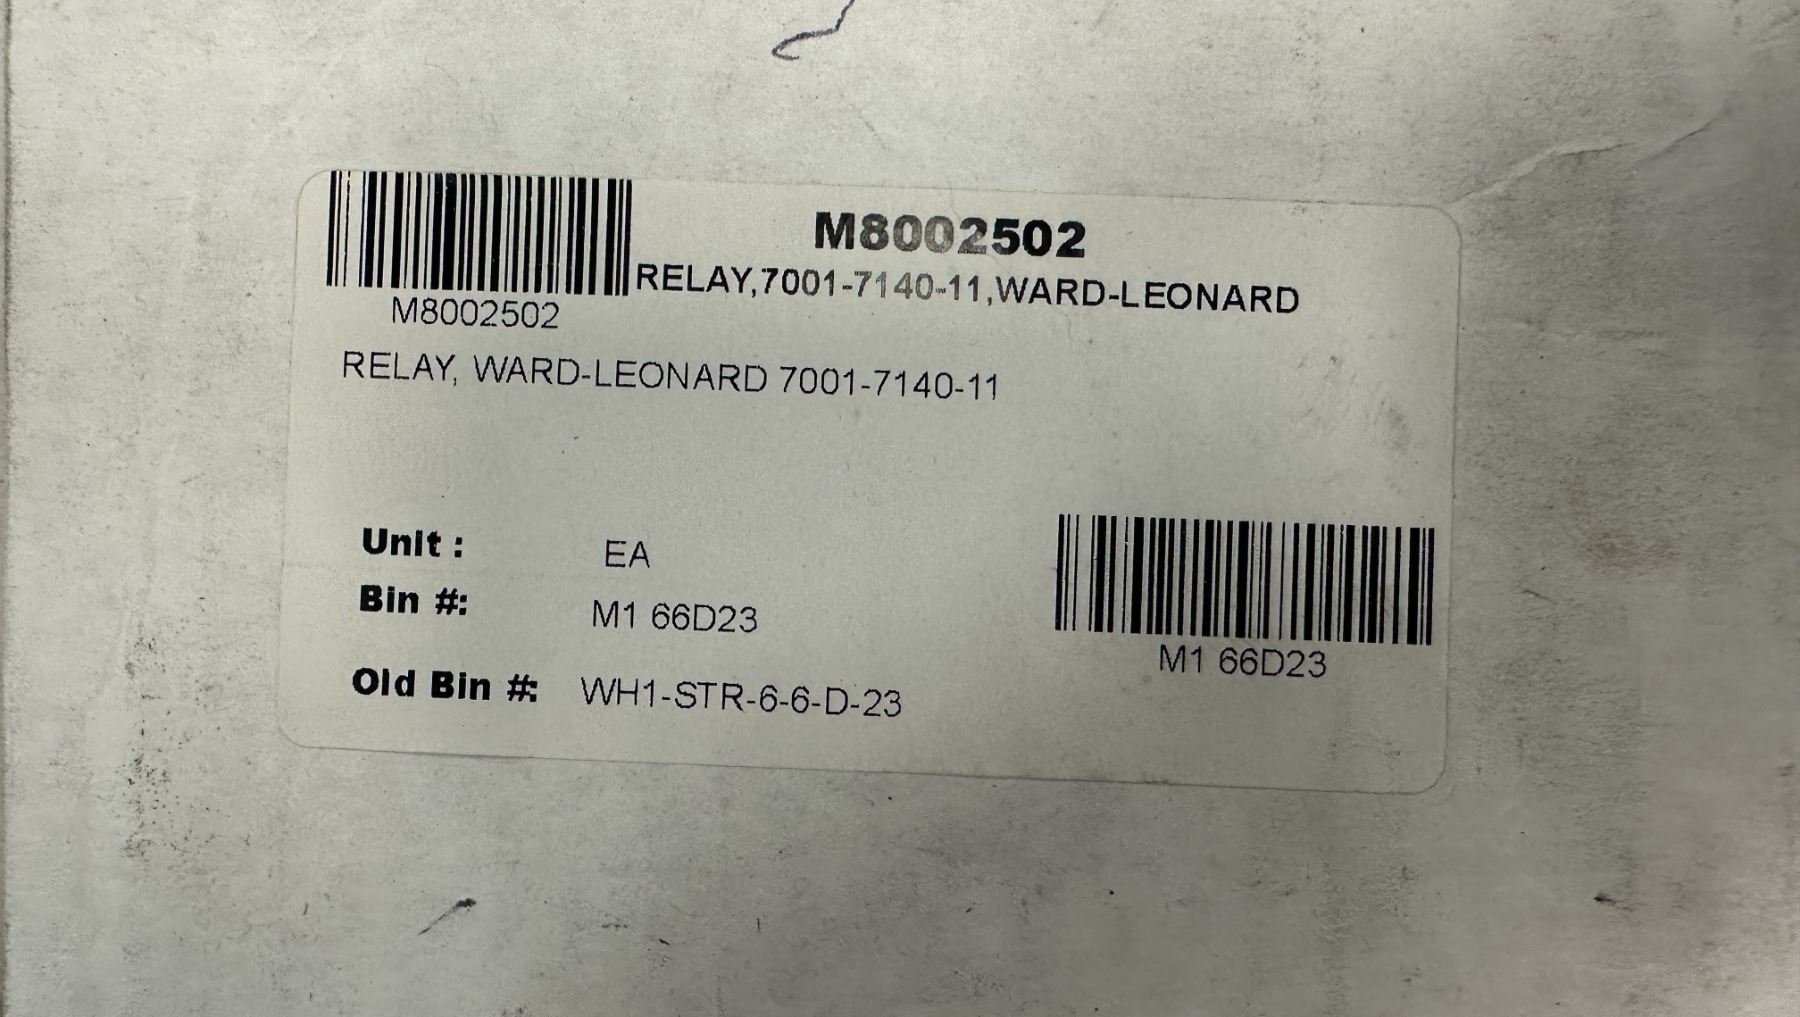 M8002502
RELAY,7001-7140-11,WARD-LEONARD
M8002502
RELAY, WARD-LEONARD 7001-7140-11
Unit : EA
Bin #: M1 66D23
M1 66D23
Old Bin #: WH1-STR-6-6-D-23